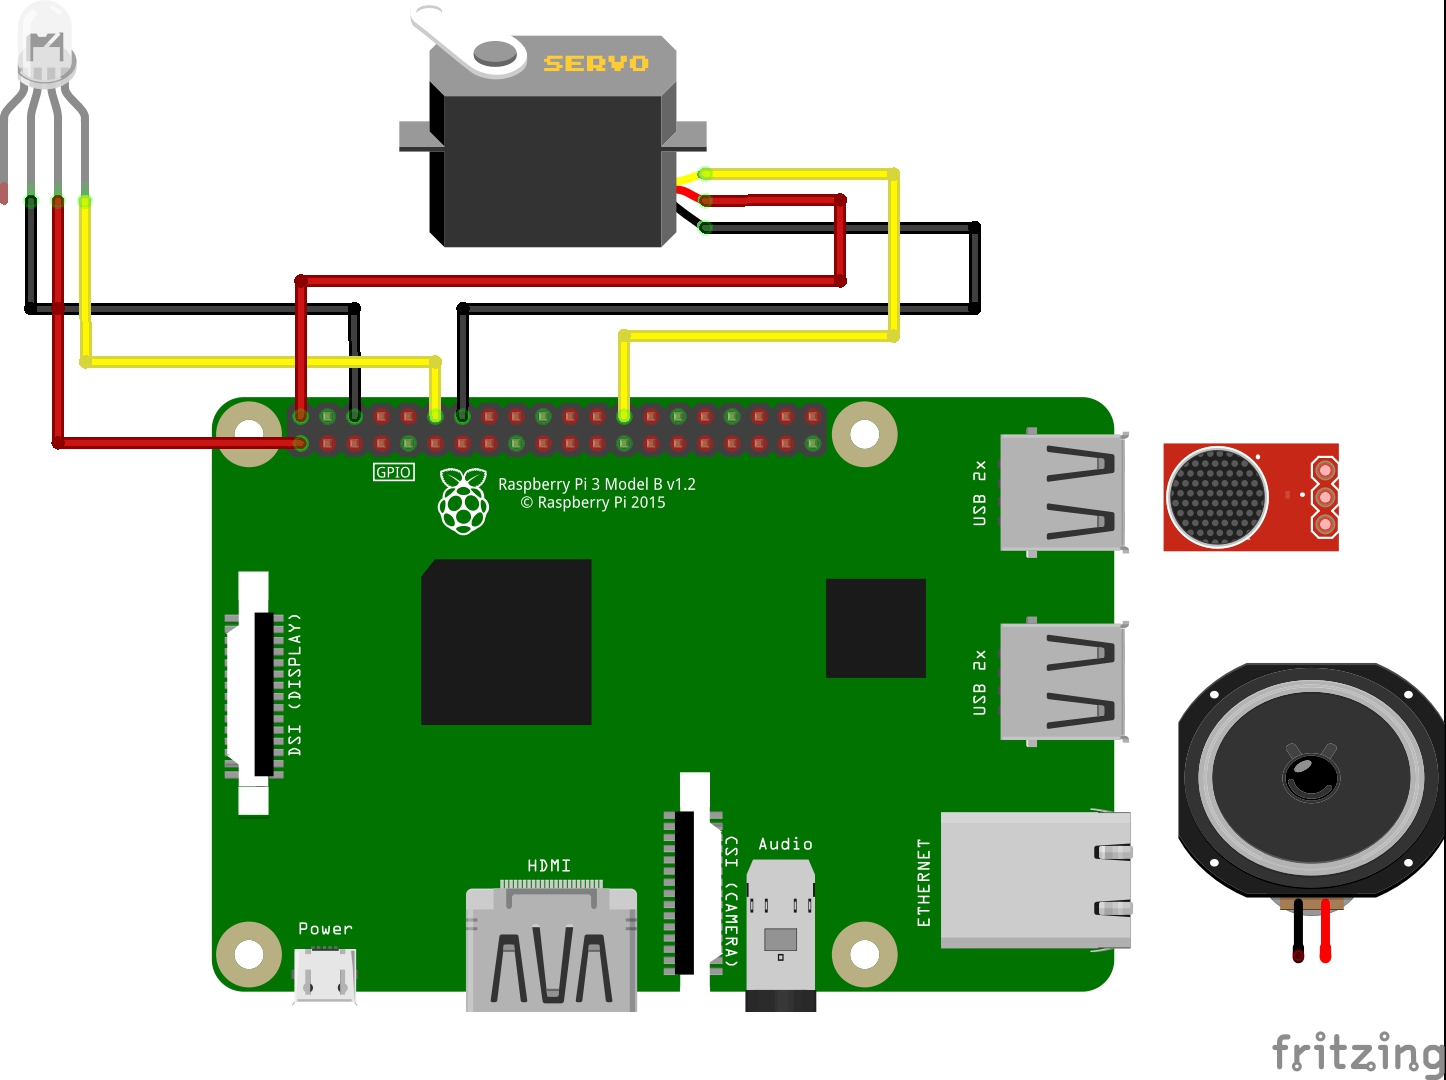 SERVO
GPIO
Raspberry Pi 3 Model B v1.2
© Raspberry Pi 2015
USB 2x
DSI (DISPLAY)
USB 2x
Audio
HDMI
CSI (CAMERA)
ETHERNET
Power
fritzing